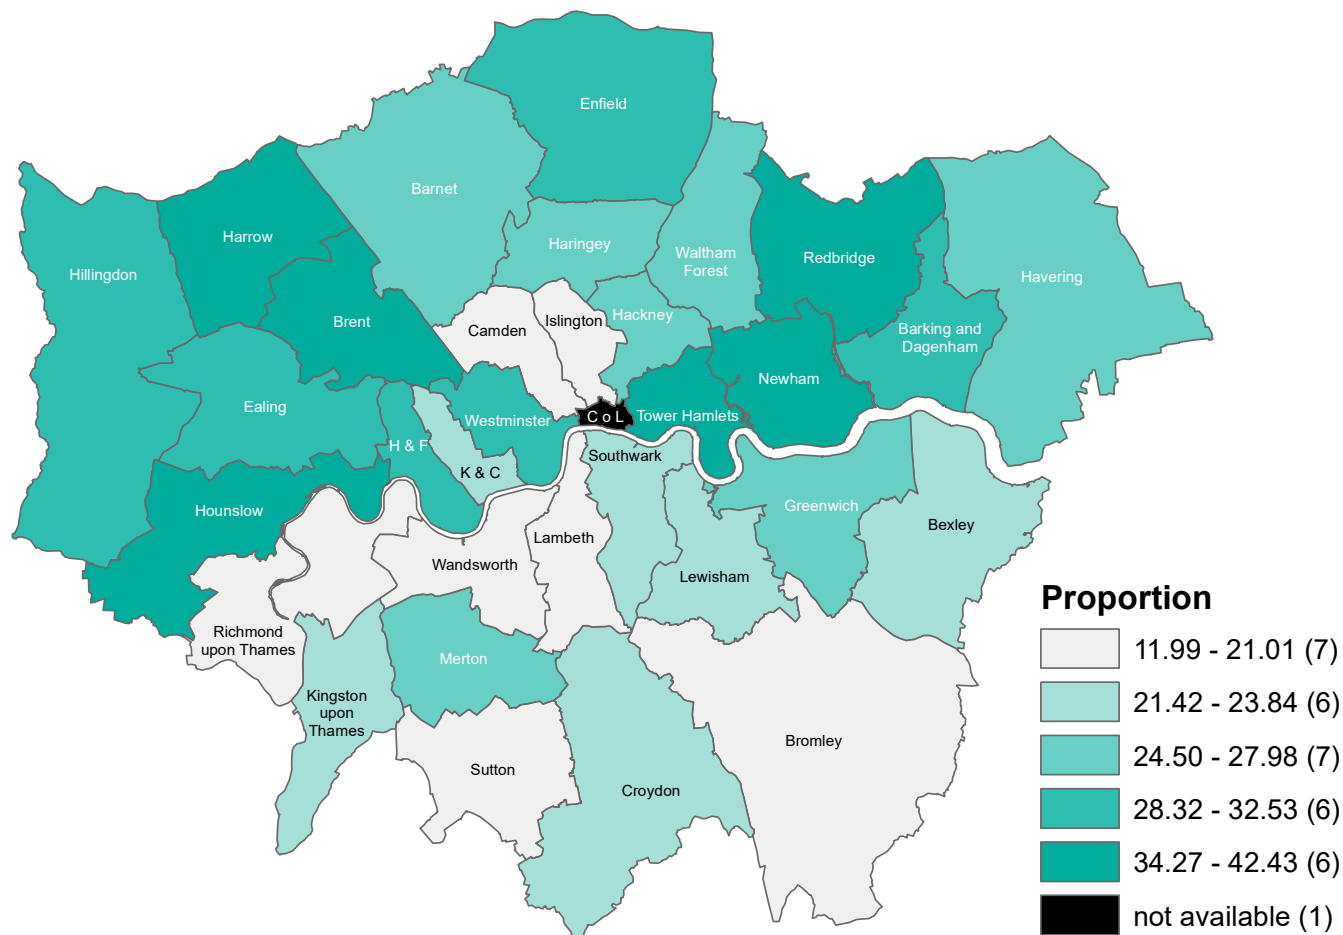 Enfield
Barnet
Harrow
Haringey
Waltham
Forest
Redbridge
Hillingdon
Havering
Brent
Camden
Islington
Hackney
Barking and
Dagenham
Newham
Ealing
Westminster
C o L
Tower Hamlets
H & F
K & C
Southwark
Hounslow
Greenwich
Bexley
Lambeth
Wandsworth
Lewisham
Richmond
upon Thames
Merton
Kingston
upon
Thames
Bromley
Sutton
Croydon
Proportion
11.99 - 21.01 (7)
21.42 - 23.84 (6)
24.50 - 27.98 (7)
28.32 - 32.53 (6)
34.27 - 42.43 (6)
not available (1)